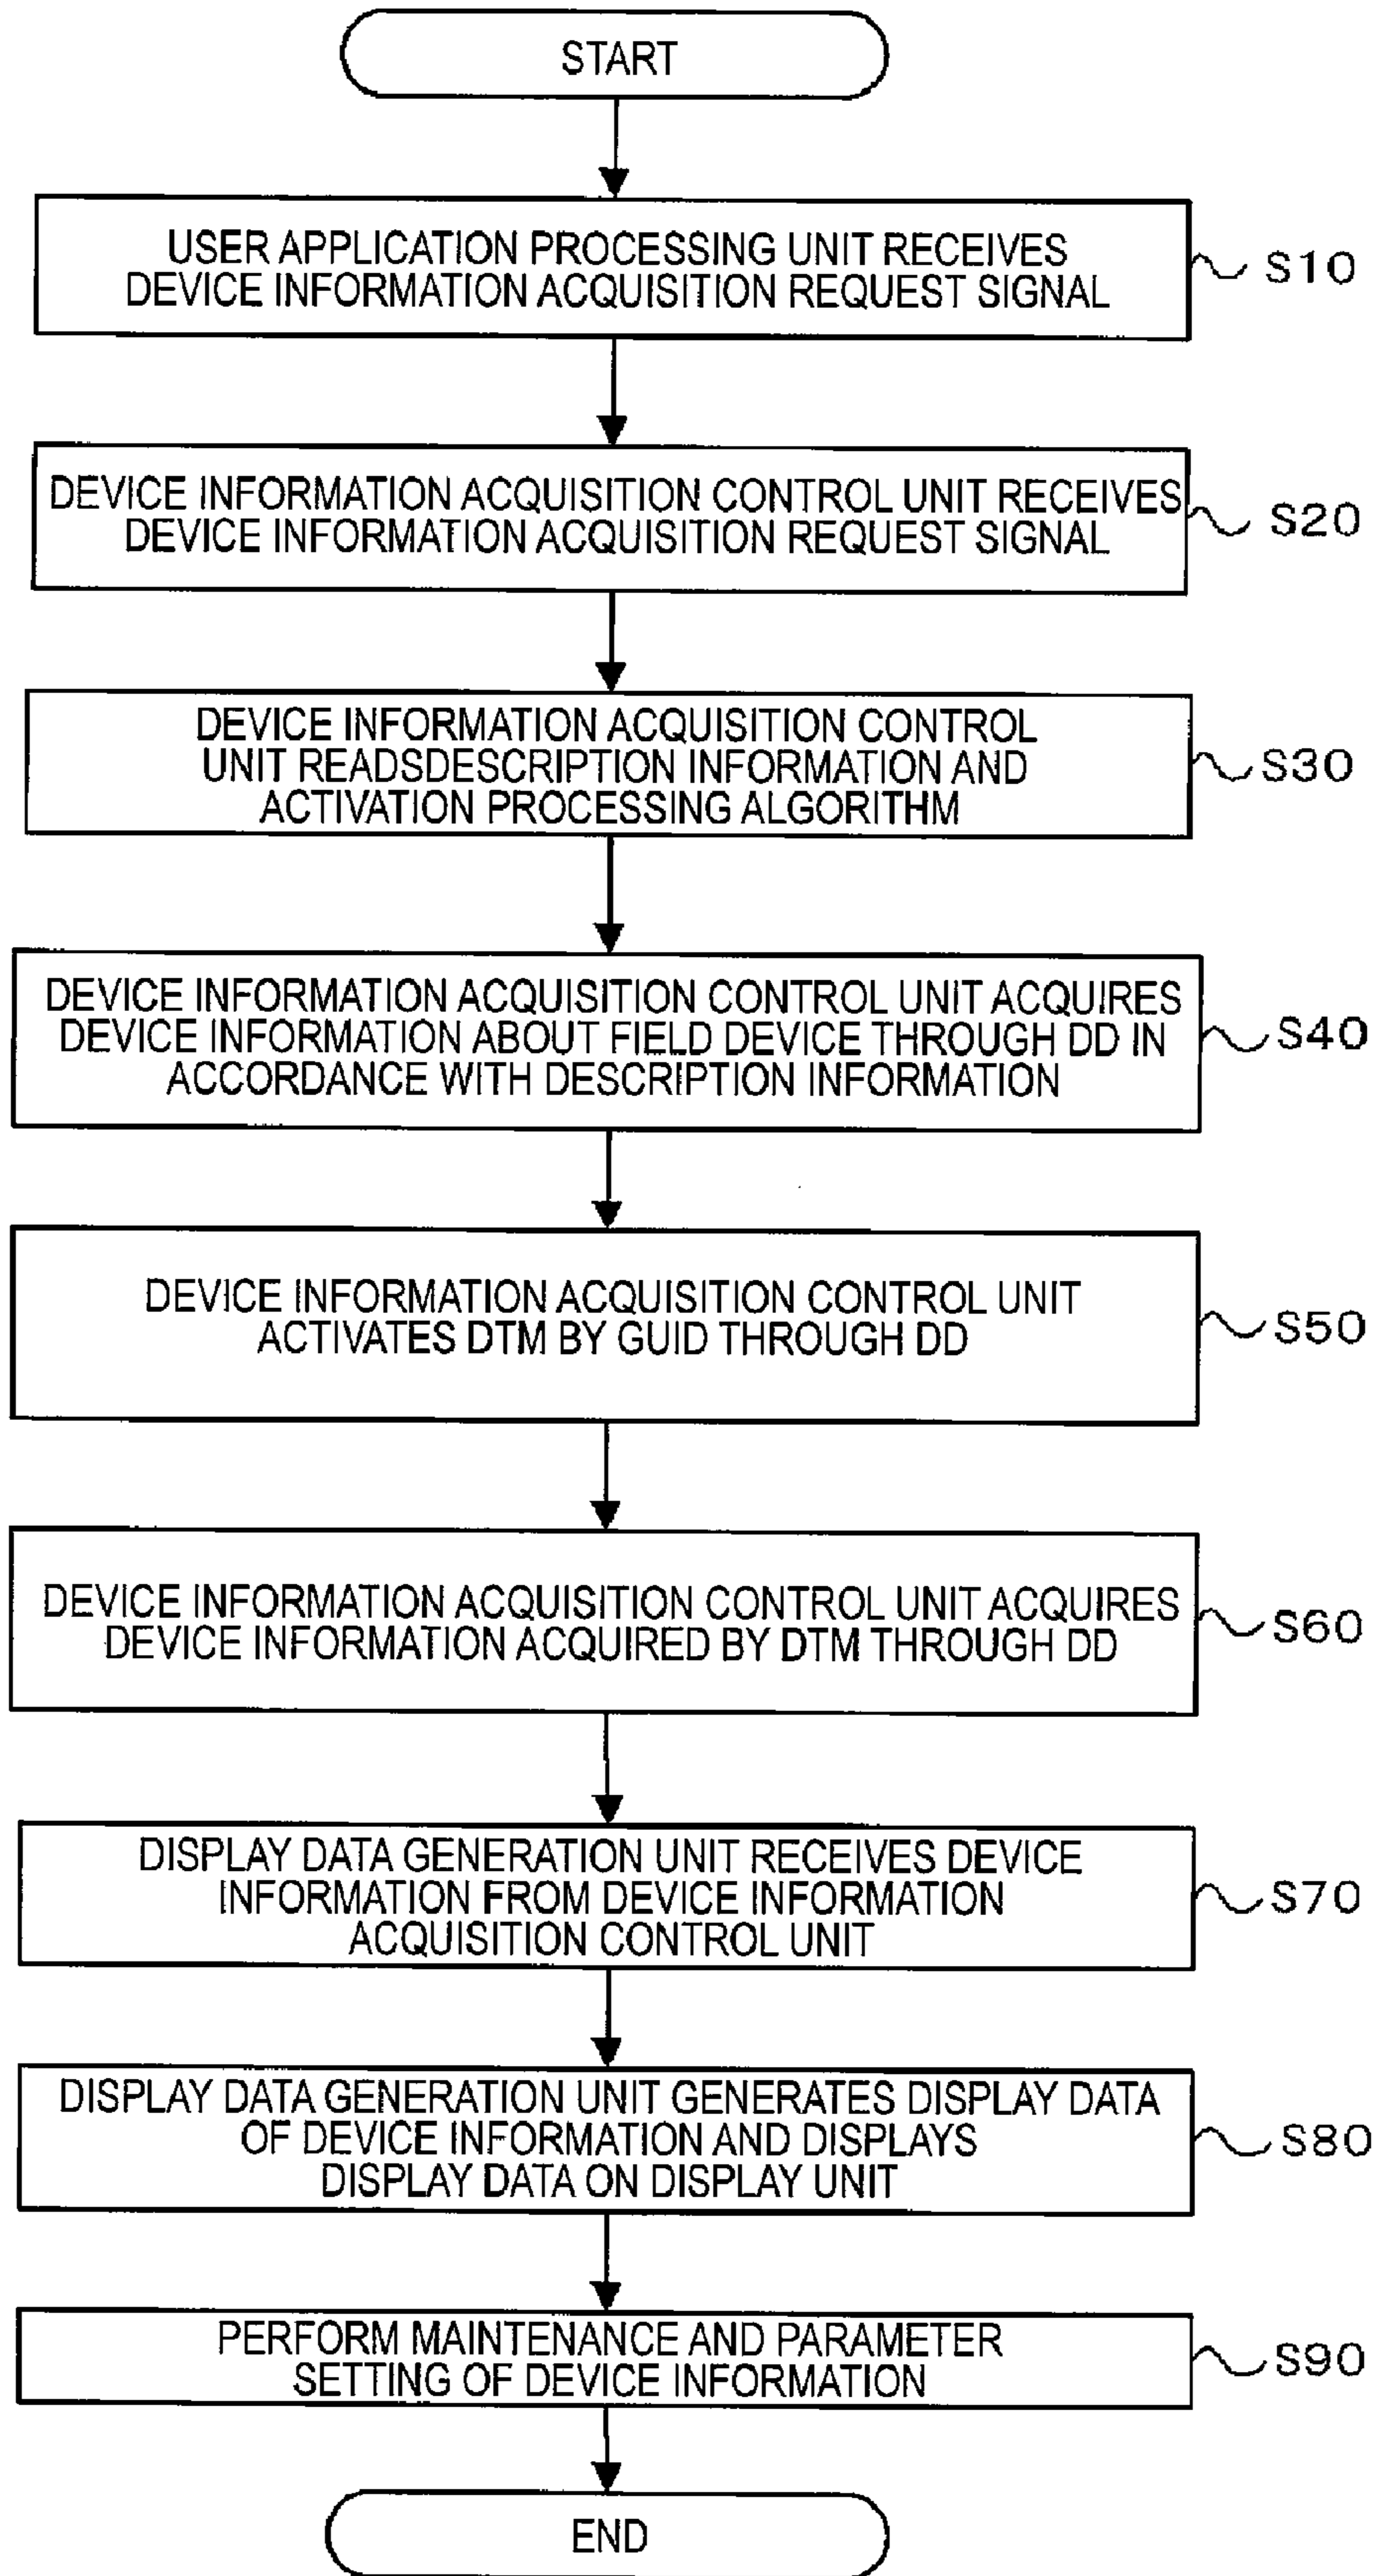 START
USER APPLICATION PROCESSING UNIT RECEIVES
DEVICE INFORMATION ACQUISITION REQUEST SIGNAL
S10
DEVICE INFORMATION ACQUISITION CONTROL UNIT RECEIVES
DEVICE INFORMATION ACQUISITION REQUEST SIGNAL
S20
DEVICE INFORMATION ACQUISITION CONTROL
UNIT READSDESCRIPTION INFORMATION AND
ACTIVATION PROCESSING ALGORITHM
S30
DEVICE INFORMATION ACQUISITION CONTROL UNIT ACQUIRES
DEVICE INFORMATION ABOUT FIELD DEVICE THROUGH DD IN
ACCORDANCE WITH DESCRIPTION INFORMATION
S40
DEVICE INFORMATION ACQUISITION CONTROL UNIT
ACTIVATES DTM BY GUID THROUGH DD
S50
DEVICE INFORMATION ACQUISITION CONTROL UNIT ACQUIRES
DEVICE INFORMATION ACQUIRED BY DTM THROUGH DD
S60
DISPLAY DATA GENERATION UNIT RECEIVES DEVICE
INFORMATION FROM DEVICE INFORMATION
ACQUISITION CONTROL UNIT
S70
DISPLAY DATA GENERATION UNIT GENERATES DISPLAY DATA
OF DEVICE INFORMATION AND DISPLAYS
DISPLAY DATA ON DISPLAY UNIT
S80
PERFORM MAINTENANCE AND PARAMETER
SETTING OF DEVICE INFORMATION
S90
END